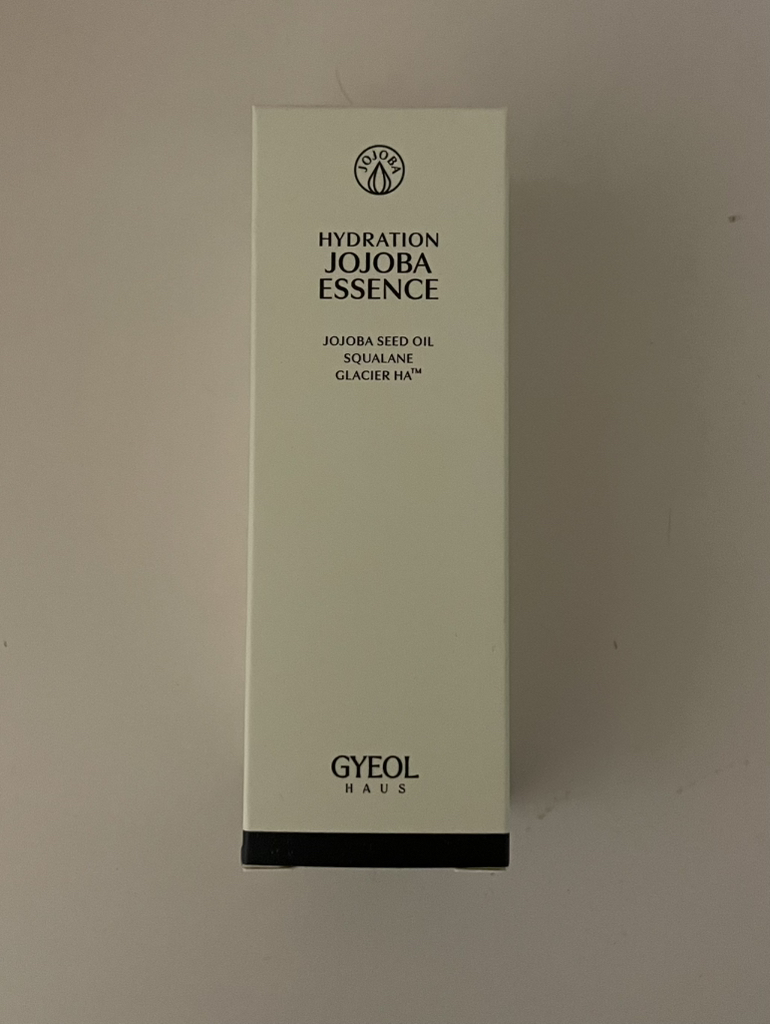 JOJOBA
HYDRATION
JOJOBA
ESSENCE
JOJOBA SEED OIL
SQUALANE
GLACIER HA™
GYEOL
HAUS